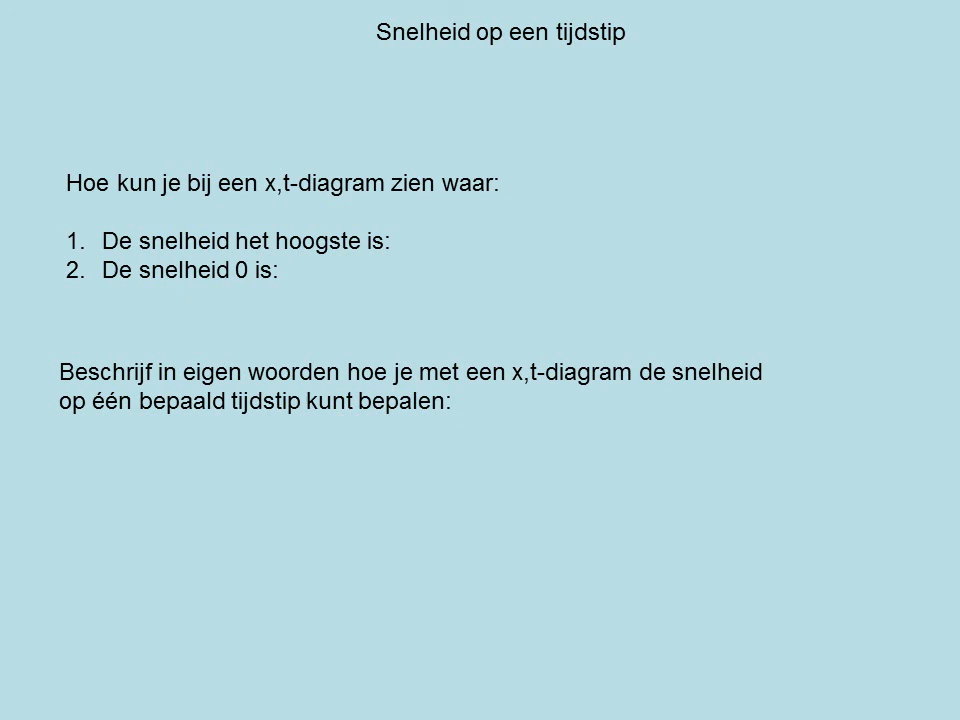 Snelheid op een tijdstip
Hoe kun je bij een x,t-diagram zien waar:
1. De snelheid het hoogste is:
2. De snelheid 0 is:
Beschrijf in eigen woorden hoe je met een x,t-diagram de snelheid
op één bepaald tijdstip kunt bepalen: